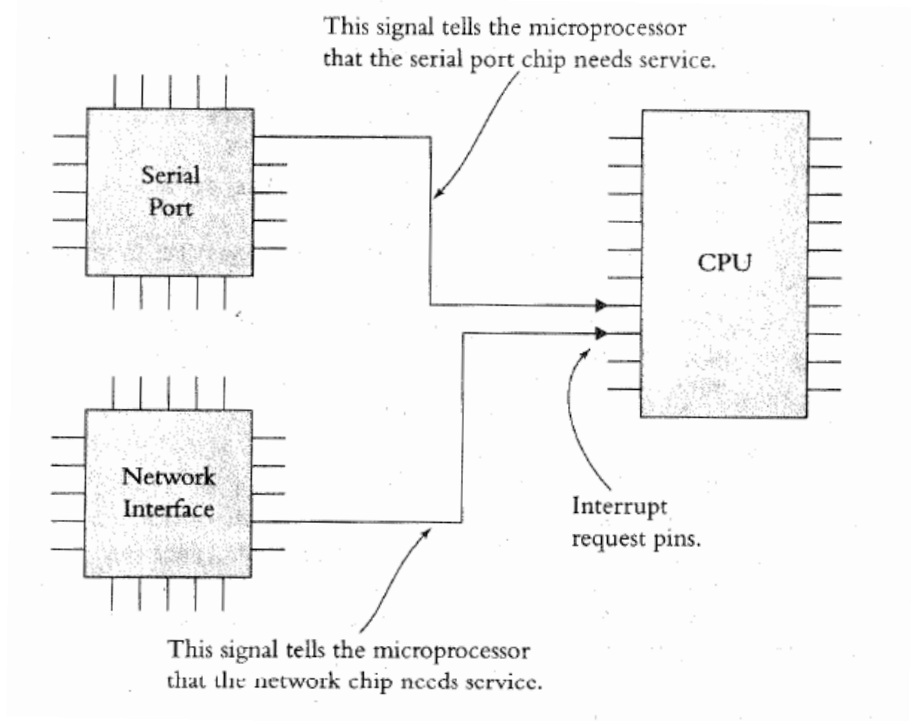 This signal tells the microprocessor
that the serial port chip needs service.
Serial
Port
CPU
Network
Interface
Interrupt
request pins.
This signal tells the microprocessor
that the network chip needs service.